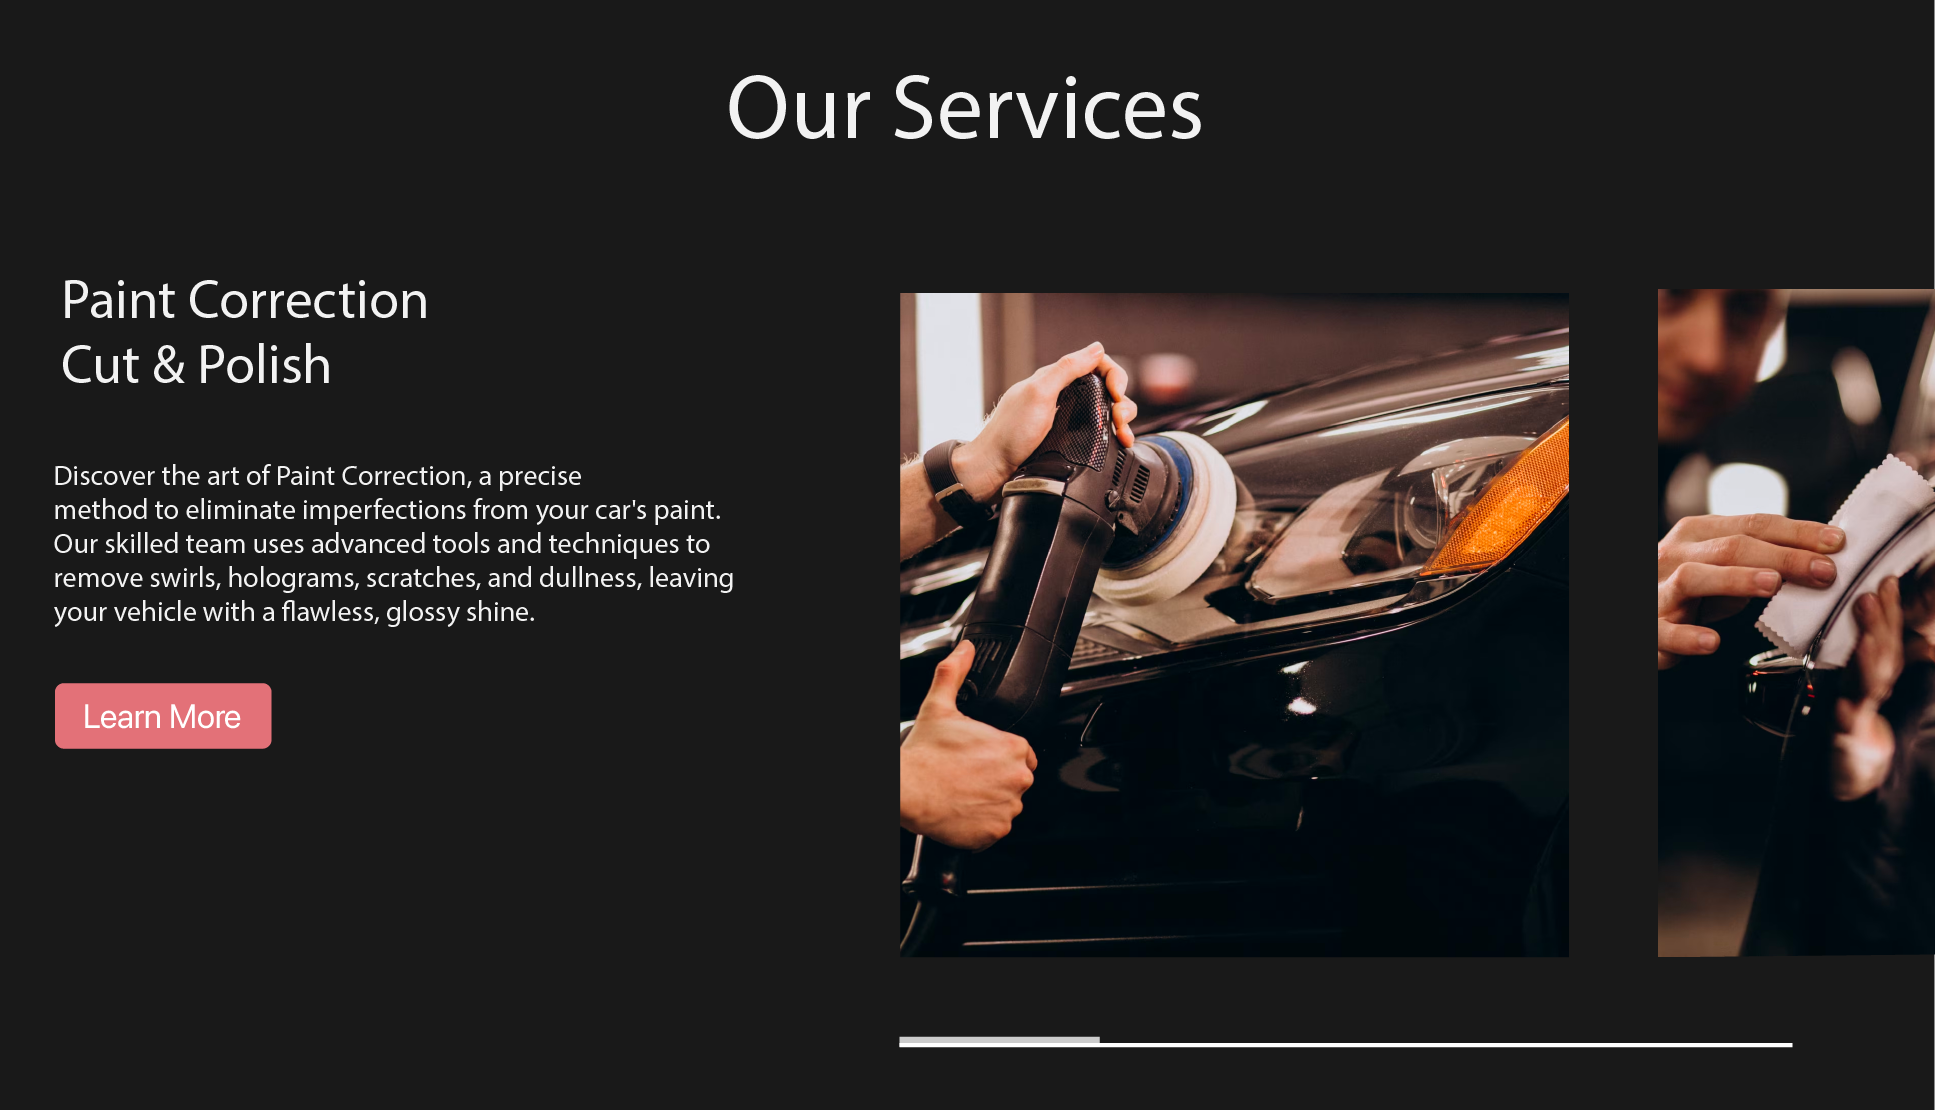 Our Services
Paint Correction
Cut & Polish
Discover the art of Paint Correction, a precise
method to eliminate imperfections from your car's paint.
Our skilled team uses advanced tools and techniques to
remove swirls, holograms, scratches, and dullness, leaving
your vehicle with a flawless, glossy shine.
Learn More